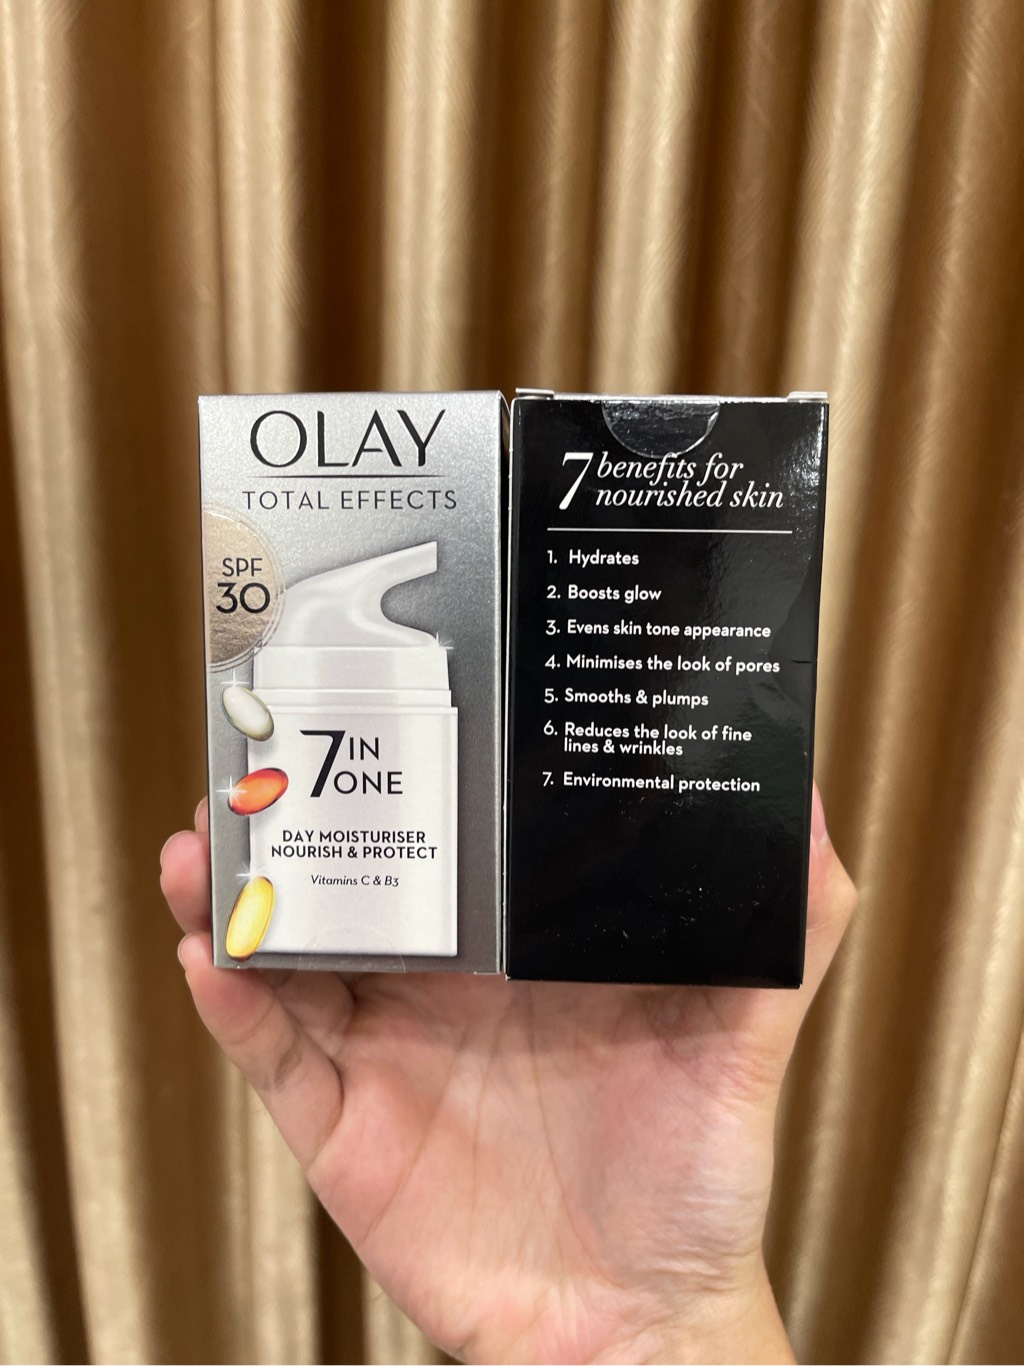 OLAY
TOTAL EFFECTS
SPF
30
7 IN
ONE
DAY MOISTURISER
NOURISH & PROTECT
Vitamins C & B3
7 benefits for
nourished skin
1. Hydrates
2. Boosts glow
3. Evens skin tone appearance
4. Minimises the look of pores
5. Smooths & plumps
6. Reduces the look of fine
lines & wrinkles
7. Environmental protection